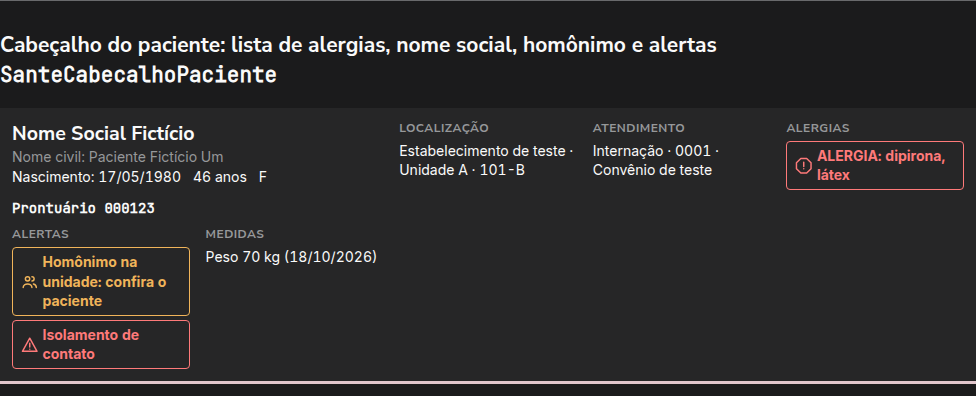 Cabeçalho do paciente: lista de alergias, nome social, homônimo e alertas
SanteCabecalhoPaciente
Nome Social Fictício
Nome civil: Paciente Fictício Um
Nascimento: 17/05/1980 46 anos F
Prontuário 000123
LOCALIZAÇÃO
Estabelecimento de teste ·
Unidade A · 101-B
ATENDIMENTO
Internação · 0001 ·
Convênio de teste
ALERGIAS
ALERGIA: dipirona,
látex
ALERTAS
Homônimo na
unidade: confira o
paciente
Isolamento de
contato
MEDIDAS
Peso 70 kg (18/10/2026)